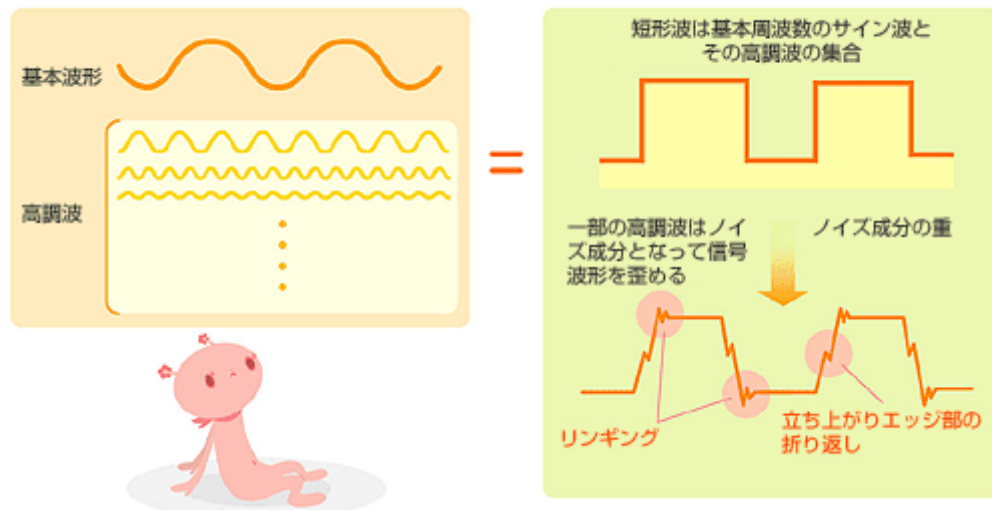 基本波形
高調波
=
短形波は基本周波数のサイン波と
その高調波の集合
一部の高調波はノイ
ズ成分となって信号
波形を歪める
ノイズ成分の重
リンギング
立ち上がりエッジ部の
折り返し